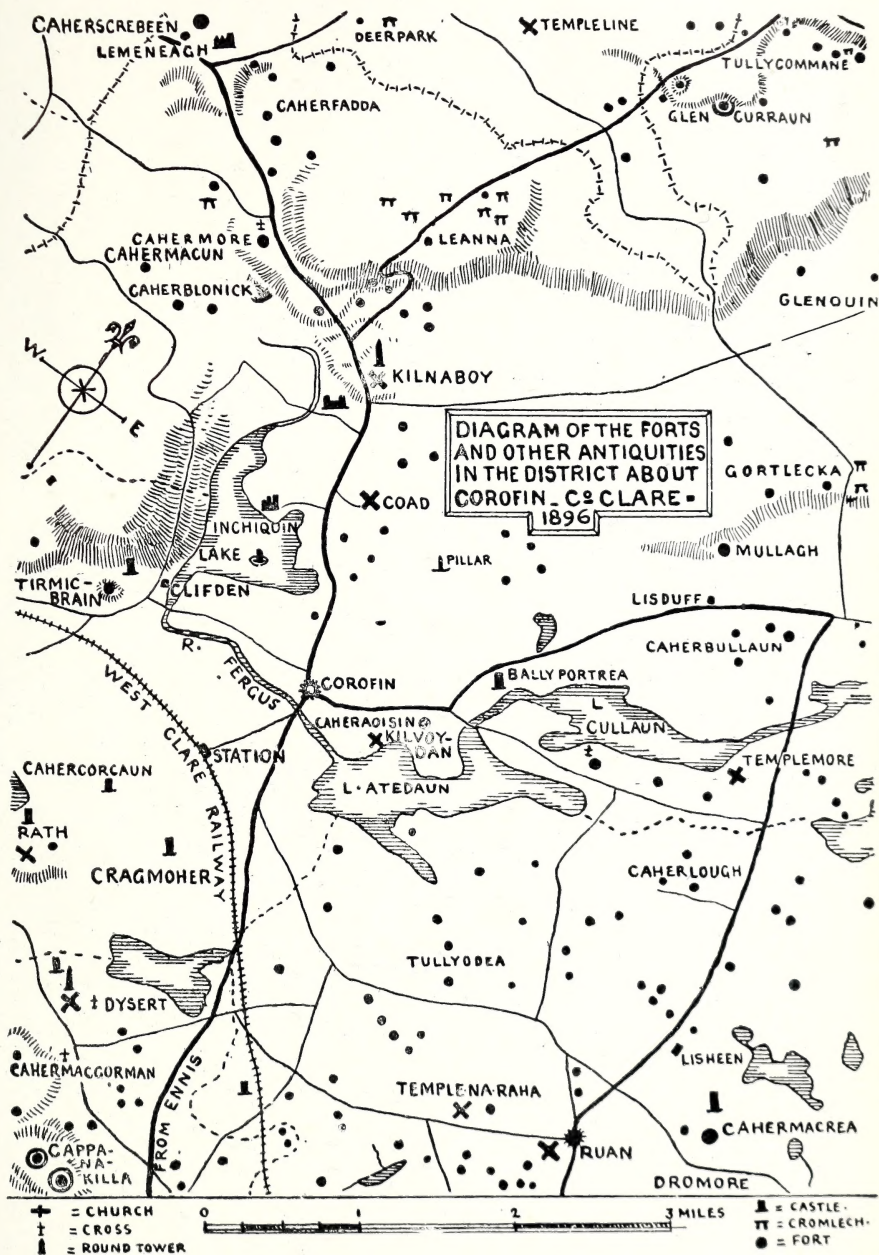 CAHERSCREBEEN
LEMENEAGH
DEERPARK
TEMPLELINE
TULLYCOMMANE
CAHERFADDA
GLEN CURRAUN
CAHERMORE
CAHERMACUN
LEANNA
CAHERBLONICK
GLENQUIN
W
E
KILNABOY
DIAGRAM OF THE FORTS
AND OTHER ANTIQUITIES
IN THE DISTRICT ABOUT
COROFIN_ Cº CLARE=
1896
GORTLECKA
COAD
INCHIQUIN
LAKE
PILLAR
MULLAGH
TIRMIC-
BRAIN
CLIFDEN
LISDUFF
R. FERGUS
CAHERBULLAUN
WEST CLARE RAILWAY
COROFIN
BALLYPORTREA
L
CULLAUN
CAHERAOISIN
KILVOY-
DAN
STATION
TEMPLEMORE
CAHERCORCAUN
L·ATEDAUN
RATH
CRAGMOHER
CAHERLOUGH
TULLYODEA
DYSERT
LISHEEN
CAHERMACGORMAN
TEMPLE·NA·RAHA
FROM ENNIS
CAHERMACREA
RUAN
CAPPA-
NA-
KILLA
DROMORE
= CHURCH
= CROSS
= ROUND TOWER
0 1 2 3 MILES
= CASTLE.
= CROMLECH.
= FORT